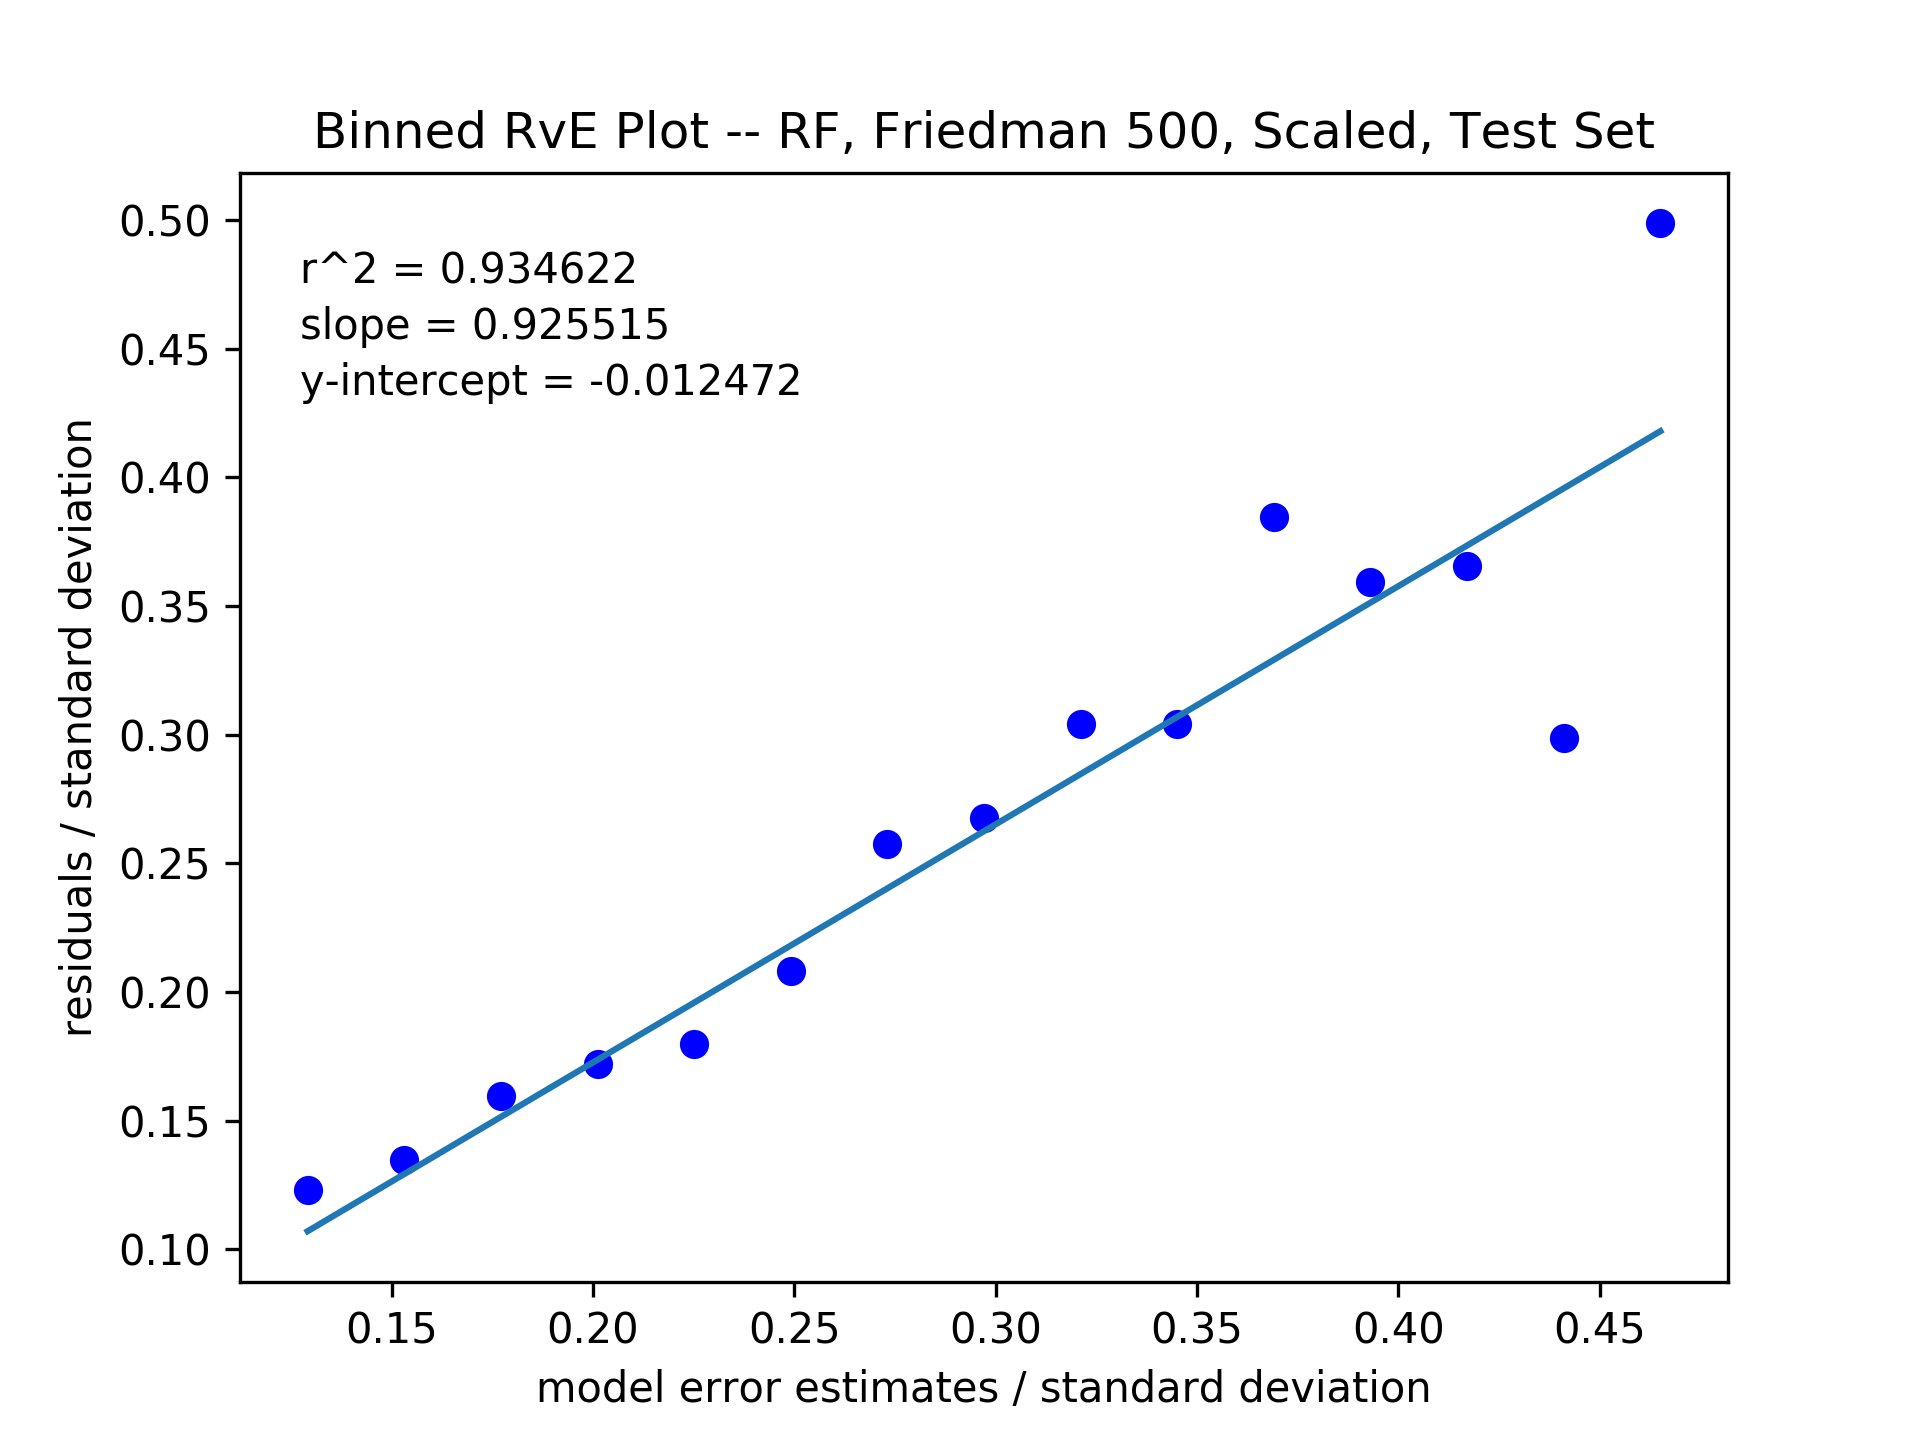 Binned RvE Plot -- RF, Friedman 500, Scaled, Test Set
r^2 = 0.934622
slope = 0.925515
y-intercept = -0.012472
residuals / standard deviation
0.50
0.45
0.40
0.35
0.30
0.25
0.20
0.15
0.10
0.15 0.20 0.25 0.30 0.35 0.40 0.45
model error estimates / standard deviation